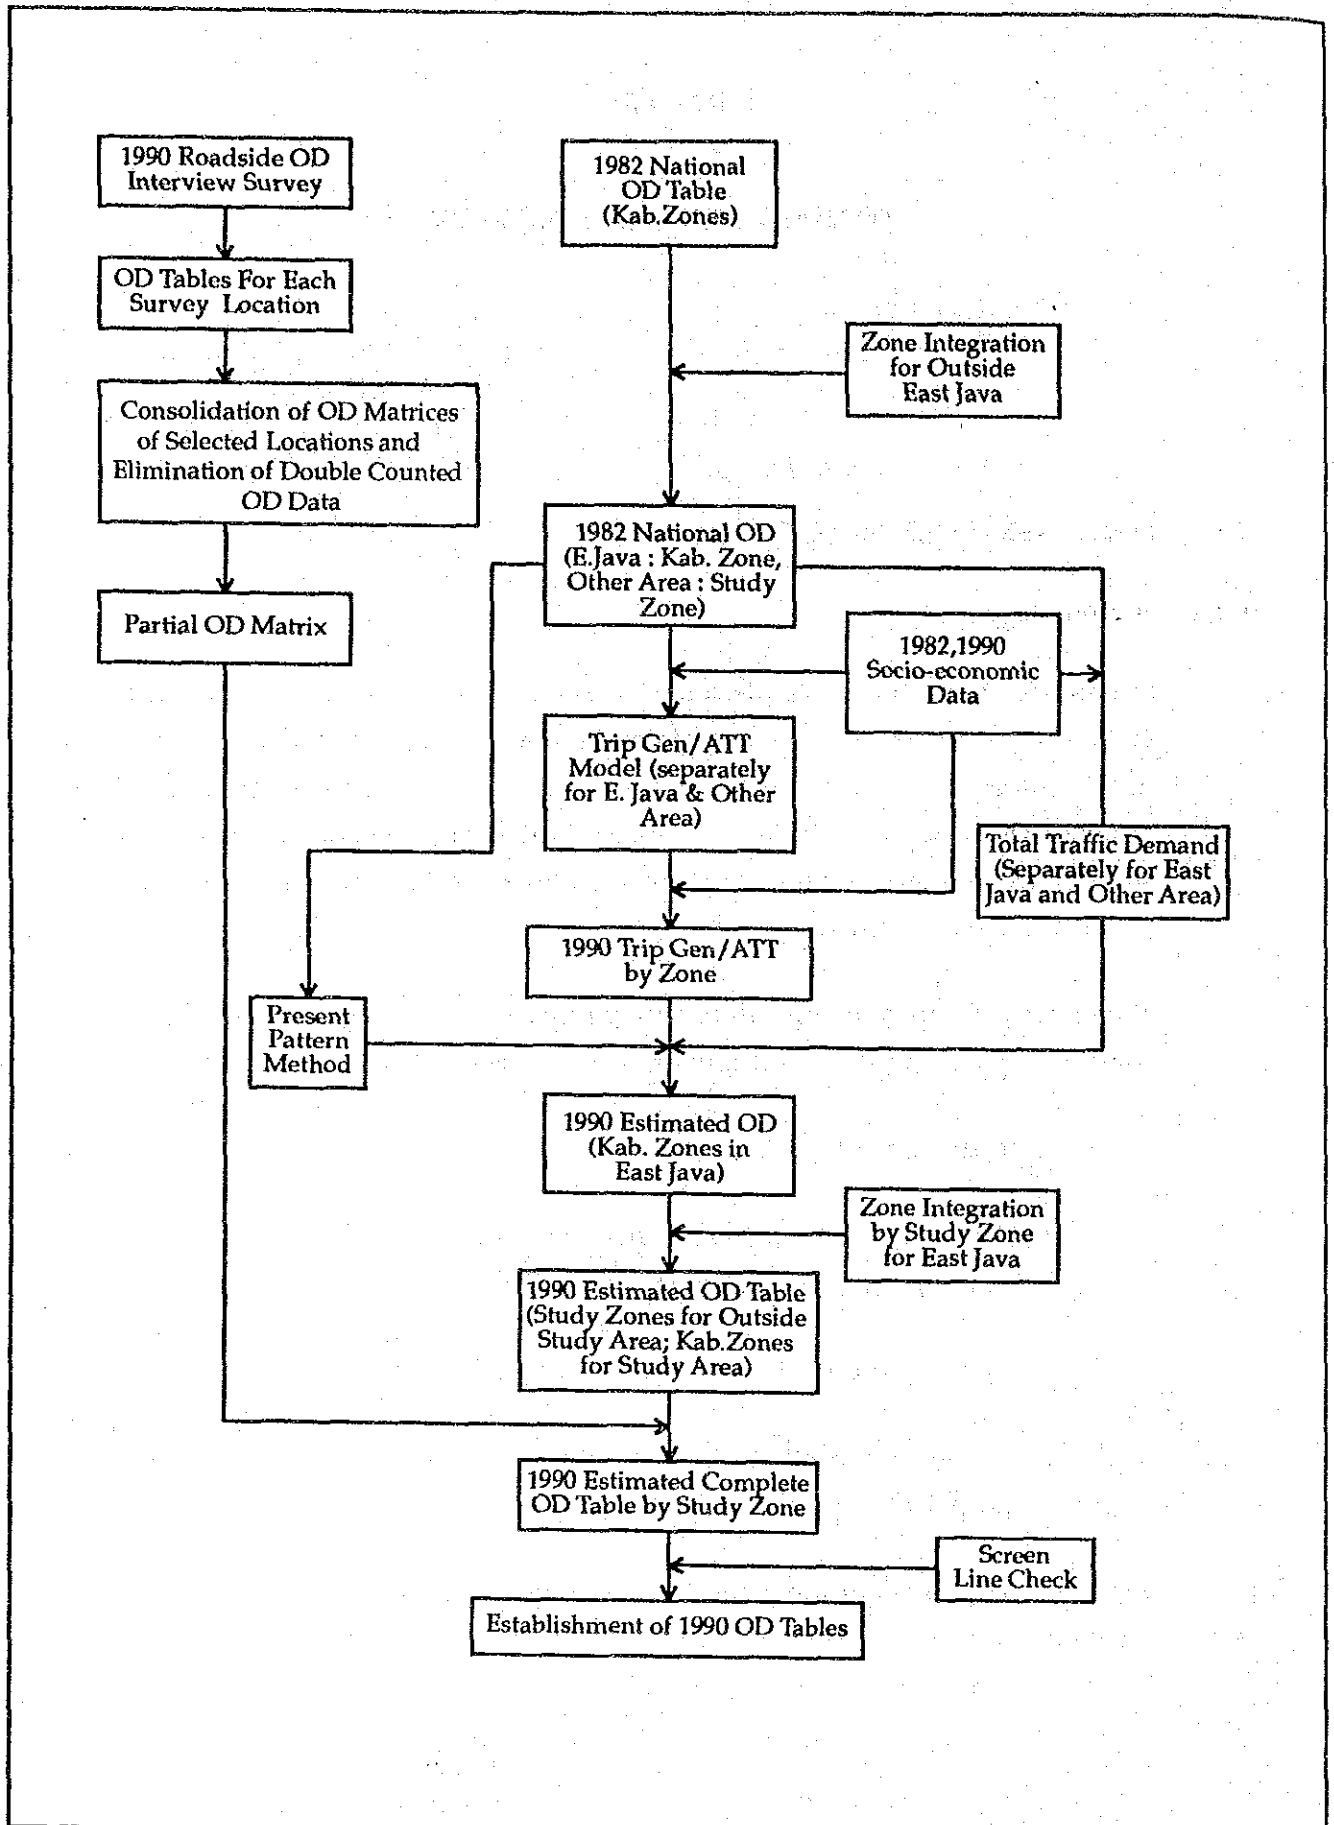 1990 Roadside OD
Interview Survey
OD Tables For Each
Survey Location
Consolidation of OD Matrices
of Selected Locations and
Elimination of Double Counted
OD Data
Partial OD Matrix
1982 National
OD Table
(Kab.Zones)
Zone Integration
for Outside
East Java
1982 National OD
(E.Java : Kab. Zone,
Other Area : Study
Zone)
1982,1990
Socio-economic
Data
Trip Gen/ATT
Model (separately
for E. Java & Other
Area)
Total Traffic Demand
(Separately for East
Java and Other Area)
1990 Trip Gen/ATT
by Zone
Present
Pattern
Method
1990 Estimated OD
(Kab. Zones in
East Java)
Zone Integration
by Study Zone
for East Java
1990 Estimated OD Table
(Study Zones for Outside
Study Area; Kab.Zones
for Study Area)
1990 Estimated Complete
OD Table by Study Zone
Screen
Line Check
Establishment of 1990 OD Tables